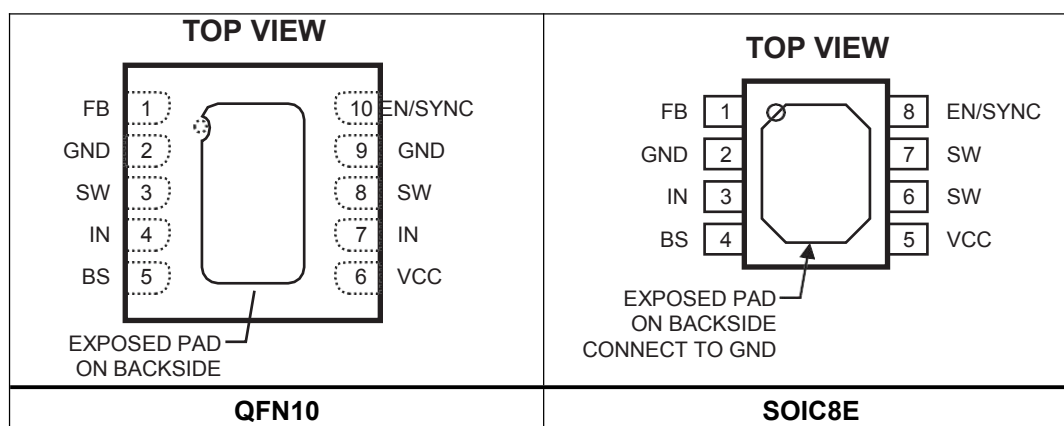 TOP VIEW
FB 1 10 EN/SYNC
GND 2 9 GND
SW 3 8 SW
IN 4 7 IN
BS 5 6 VCC
EXPOSED PAD
ON BACKSIDE
QFN10
TOP VIEW
FB 1 8 EN/SYNC
GND 2 7 SW
IN 3 6 SW
BS 4 5 VCC
EXPOSED PAD
ON BACKSIDE
CONNECT TO GND
SOIC8E